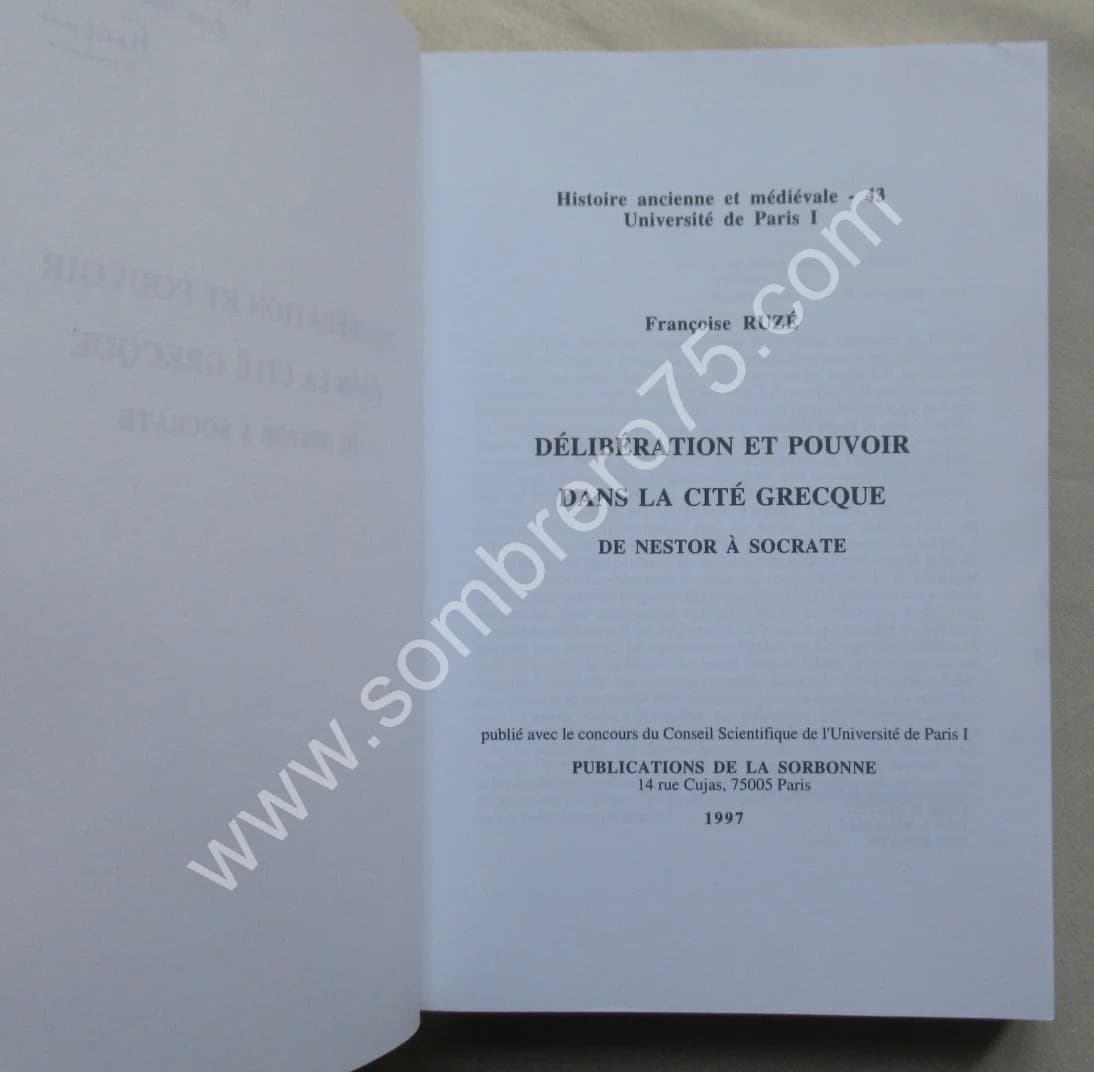 Histoire ancienne et médiévale - 43
Université de Paris I
Françoise RUZÉ
DÉLIBÉRATION ET POUVOIR
DANS LA CITÉ GRECQUE
DE NESTOR À SOCRATE
publié avec le concours du Conseil Scientifique de l'Université de Paris I
PUBLICATIONS DE LA SORBONNE
14 rue Cujas, 75005 Paris
1997
www.sombrero75.com